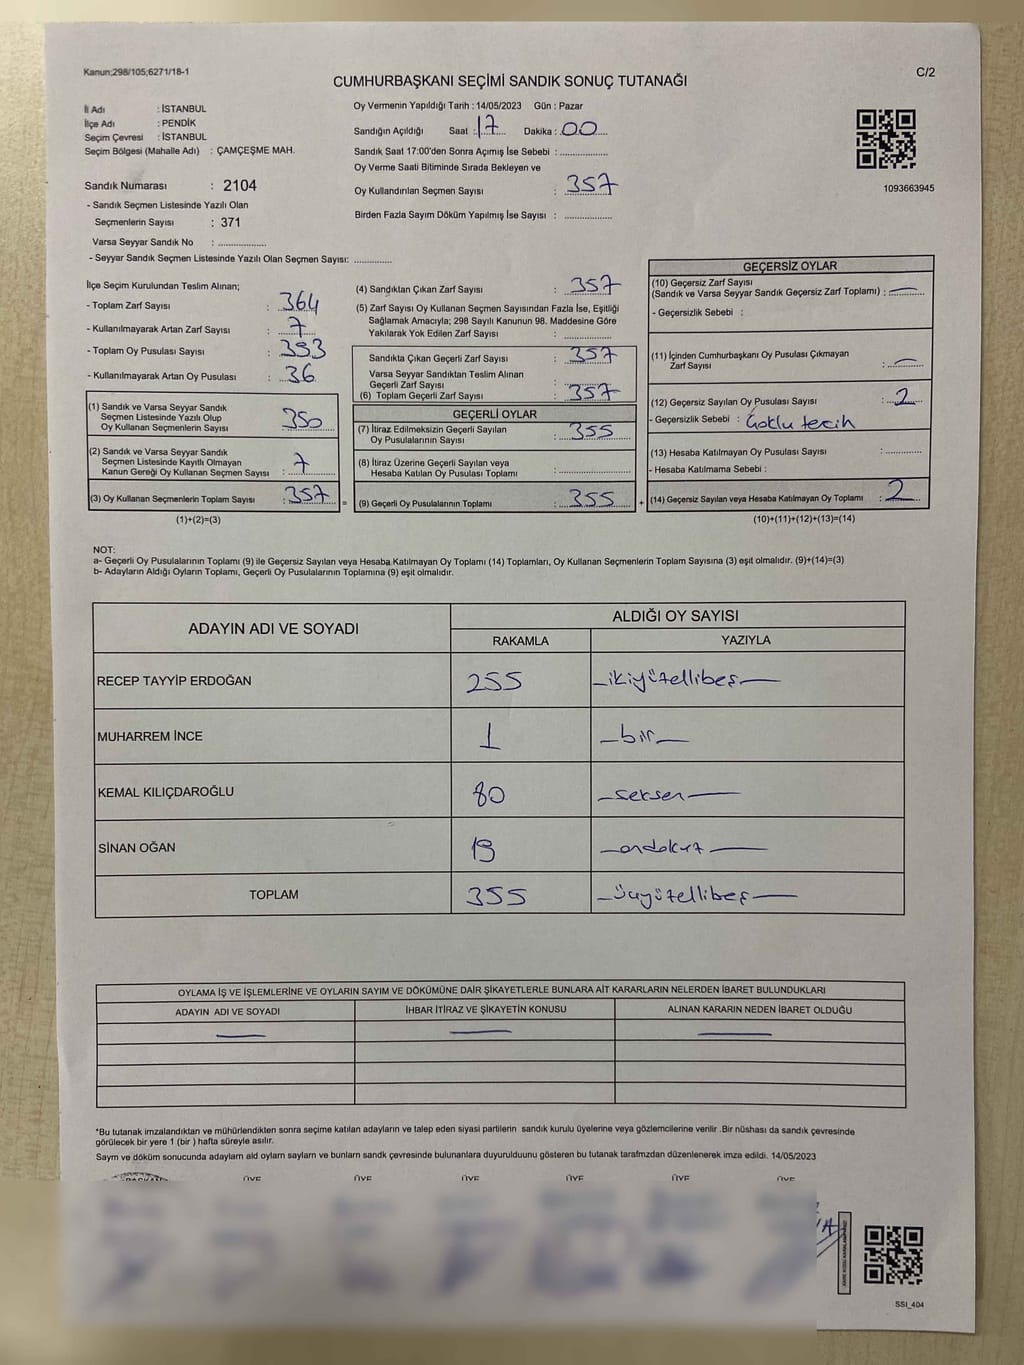 Kanun;298/105;6271/18-1
C/2
CUMHURBAŞKANI SEÇİMİ SANDIK SONUÇ TUTANAĞI
İl Adı : İSTANBUL
İlçe Adı : PENDİK
Seçim Çevresi : İSTANBUL
Seçim Bölgesi (Mahalle Adı) : ÇAMÇEŞME MAH.
Sandık Numarası : 2104
- Sandık Seçmen Listesinde Yazılı Olan
Seçmenlerin Sayısı : 371
Varsa Seyyar Sandık No : ................
- Seyyar Sandık Seçmen Listesinde Yazılı Olan Seçmen Sayısı: .............
Oy Vermenin Yapıldığı Tarih : 14/05/2023 Gün : Pazar
Sandığın Açıldığı Saat : 17 Dakika : 00
Sandık Saat 17:00'den Sonra Açımış İse Sebebi : ................
Oy Verme Saati Bitiminde Sırada Bekleyen ve
Oy Kullandırılan Seçmen Sayısı : 357
Birden Fazla Sayım Döküm Yapılmış İse Sayısı : ................
1093663945
İlçe Seçim Kurulundan Teslim Alınan;
- Toplam Zarf Sayısı : 364
- Kullanılmayarak Artan Zarf Sayısı : 7
- Toplam Oy Pusulası Sayısı : 393
- Kullanılmayarak Artan Oy Pusulası : 36
(1) Sandık ve Varsa Seyyar Sandık
Seçmen Listesinde Yazılı Olup
Oy Kullanan Seçmenlerin Sayısı 350
(2) Sandık ve Varsa Seyyar Sandık
Seçmen Listesinde Kayıtlı Olmayan
Kanun Gereği Oy Kullanan Seçmen Sayısı : 7
(3) Oy Kullanan Seçmenlerin Toplam Sayısı : 357 =
(1)+(2)=(3)
(4) Sandıktan Çıkan Zarf Sayısı : 357
(5) Zarf Sayısı Oy Kullanan Seçmen Sayısından Fazla İse, Eşitliği
Sağlamak Amacıyla; 298 Sayılı Kanunun 98. Maddesine Göre
Yakılarak Yok Edilen Zarf Sayısı : ................
Sandıkta Çıkan Geçerli Zarf Sayısı : 357
Varsa Seyyar Sandıktan Teslim Alınan
Geçerli Zarf Sayısı :
(6) Toplam Geçerli Zarf Sayısı : 357
GEÇERLİ OYLAR
(7) İtiraz Edilmeksizin Geçerli Sayılan
Oy Pusulalarının Sayısı : 355
(8) İtiraz Üzerine Geçerli Sayılan veya
Hesaba Katılan Oy Pusulası Toplamı : ................
(9) Geçerli Oy Pusulalarının Toplamı : 355 +
GEÇERSİZ OYLAR
(10) Geçersiz Zarf Sayısı
(Sandık ve Varsa Seyyar Sandık Geçersiz Zarf Toplamı) : —
- Geçersizlik Sebebi :
(11) İçinden Cumhurbaşkanı Oy Pusulası Çıkmayan
Zarf Sayısı : —
(12) Geçersiz Sayılan Oy Pusulası Sayısı : 2
- Geçersizlik Sebebi : Çoklu tercih
(13) Hesaba Katılmayan Oy Pusulası Sayısı : ............
- Hesaba Katılmama Sebebi :
(14) Geçersiz Sayılan veya Hesaba Katılmayan Oy Toplamı : 2
(10)+(11)+(12)+(13)=(14)
NOT:
a- Geçerli Oy Pusulalarının Toplamı (9) ile Geçersiz Sayılan veya Hesaba Katılmayan Oy Toplamı (14) Toplamları, Oy Kullanan Seçmenlerin Toplam Sayısına (3) eşit olmalıdır. (9)+(14)=(3)
b- Adayların Aldığı Oyların Toplamı, Geçerli Oy Pusulalarının Toplamına (9) eşit olmalıdır.
ADAYIN ADI VE SOYADI ALDIĞI OY SAYISI
RAKAMLA YAZIYLA
RECEP TAYYİP ERDOĞAN 255 —ikiyüzellibeş—
MUHARREM İNCE 1 —bir—
KEMAL KILIÇDAROĞLU 80 —seksen—
SİNAN OĞAN 19 —ondokuz—
TOPLAM 355 —üçyüzellibeş—
OYLAMA İŞ VE İŞLEMLERİNE VE OYLARIN SAYIM VE DÖKÜMÜNE DAİR ŞİKAYETLERLE BUNLARA AİT KARARLARIN NELERDEN İBARET BULUNDUKLARI
ADAYIN ADI VE SOYADI İHBAR İTİRAZ VE ŞİKAYETİN KONUSU ALINAN KARARIN NEDEN İBARET OLDUĞU
— — —
*Bu tutanak imzalandıktan ve mühürlendikten sonra seçime katılan adayların ve talep eden siyasi partilerin sandık kurulu üyelerine veya gözlemcilerine verilir .Bir nüshası da sandık çevresinde
görülecek bir yere 1 (bir ) hafta süreyle asılır.
Saym ve döküm sonucunda adaylarn ald oylarn saylarn ve bunlarn sandk çevresinde bulunanlara duyurulduunu gösteren bu tutanak tarafmzdan düzenlenerek imza edildi. 14/05/2023
BAŞKAN ÜYE ÜYE ÜYE ÜYE ÜYE ÜYE
SSI_404